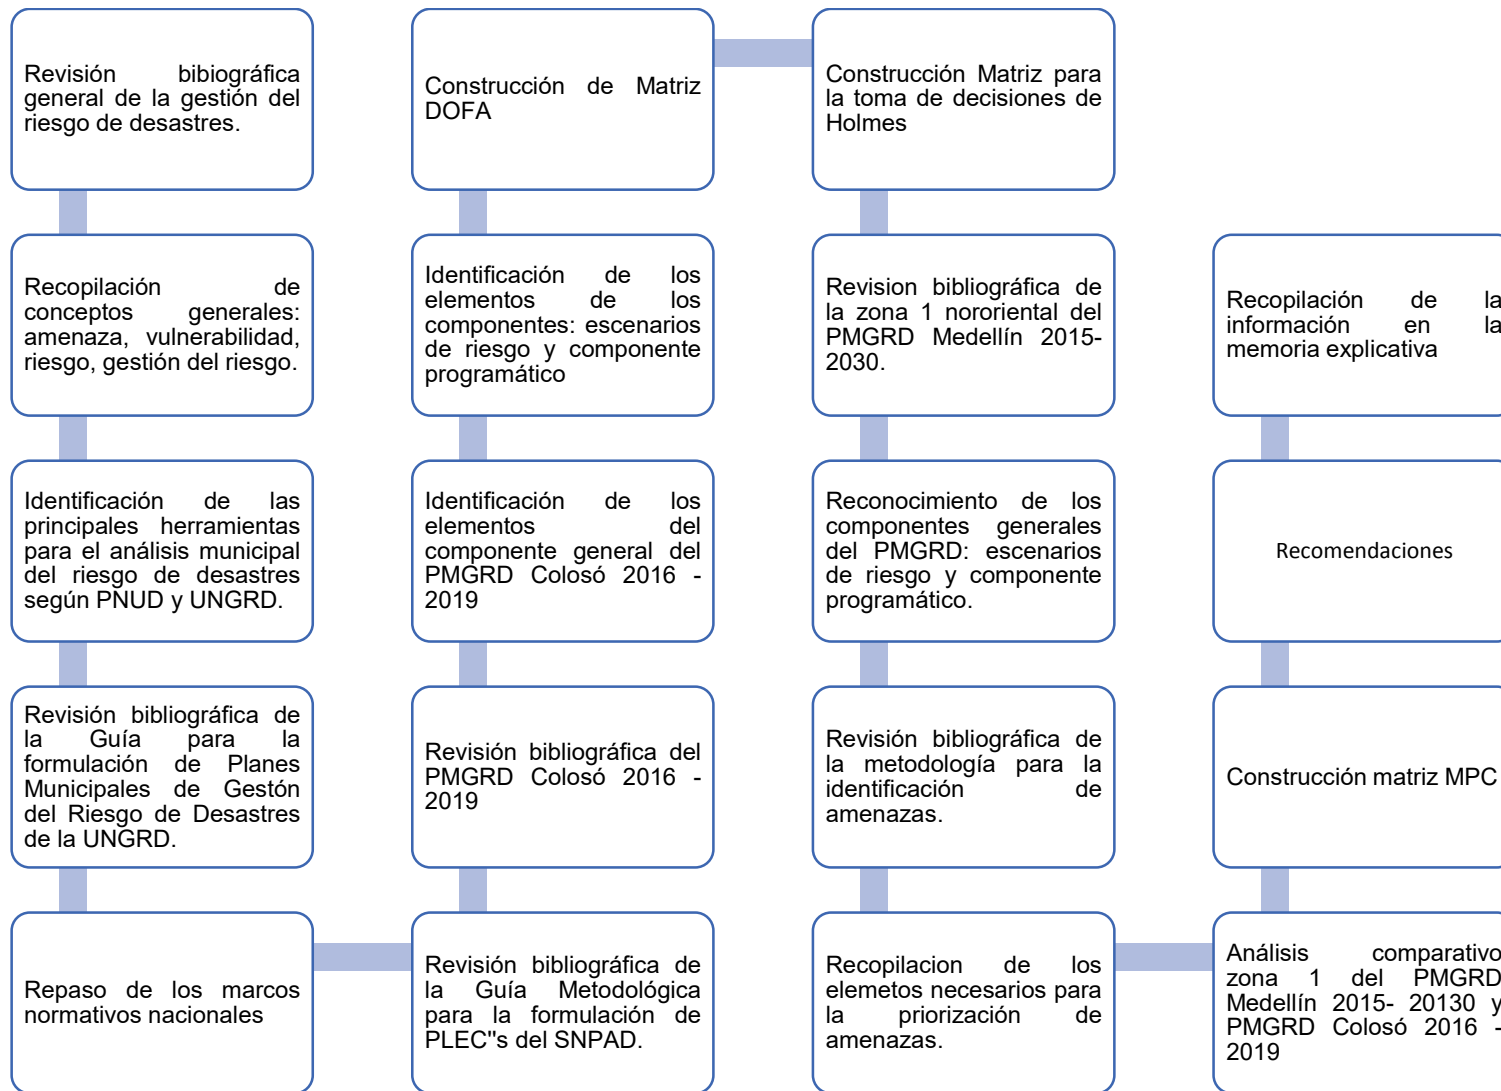 Revisión bibiográfica
general de la gestión del
riesgo de desastres.
Recopilación de
conceptos generales:
amenaza, vulnerabilidad,
riesgo, gestión del riesgo.
Identificación de las
principales herramientas
para el análisis municipal
del riesgo de desastres
según PNUD y UNGRD.
Revisión bibliográfica de
la Guía para la
formulación de Planes
Municipales de Gestón
del Riesgo de Desastres
de la UNGRD.
Repaso de los marcos
normativos nacionales
Revisión bibliográfica de
la Guía Metodológica
para la formulación de
PLEC"s del SNPAD.
Revisión bibliográfica del
PMGRD Colosó 2016 -
2019
Identificación de los
elementos del
componente general del
PMGRD Colosó 2016 -
2019
Identificación de los
elementos de los
componentes: escenarios
de riesgo y componente
programático
Construcción de Matriz
DOFA
Construcción Matriz para
la toma de decisiones de
Holmes
Revision bibliográfica de
la zona 1 nororiental del
PMGRD Medellín 2015-
2030.
Reconocimiento de los
componentes generales
del PMGRD: escenarios
de riesgo y componente
programático.
Revisión bibliográfica de
la metodología para la
identificación de
amenazas.
Recopilacion de los
elemetos necesarios para
la priorización de
amenazas.
Análisis comparativo
zona 1 del PMGRD
Medellín 2015- 20130 y
PMGRD Colosó 2016 -
2019
Construcción matriz MPC
Recomendaciones
Recopilación de la
información en la
memoria explicativa